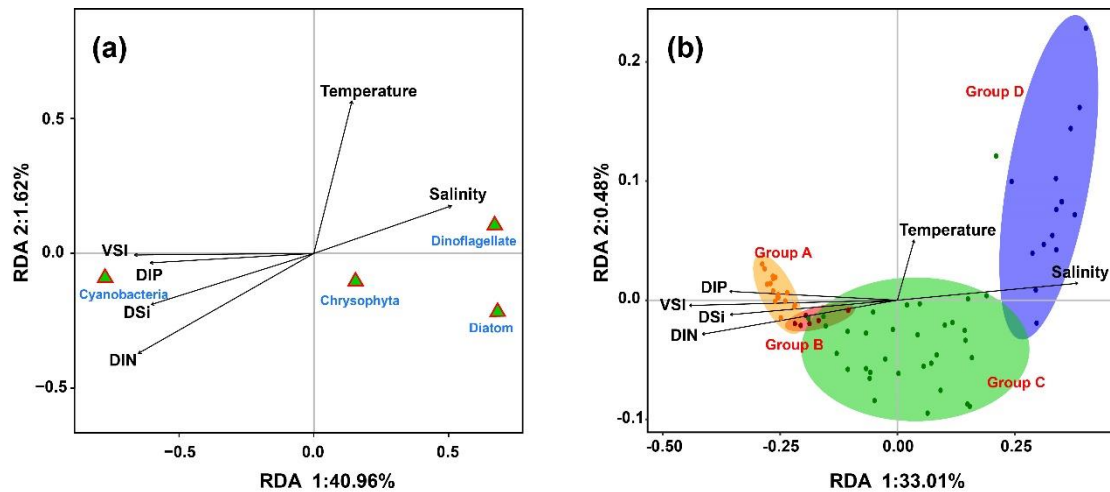 (a)
Temperature
Salinity
Dinoflagellate
VSI
DIP
Cyanobacteria
DSi
Chrysophyta
Diatom
DIN
0.5
0.0
−0.5
−0.5
0.0
0.5
RDA 2:1.62%
RDA 1:40.96%
(b)
Group D
Temperature
Group A
Salinity
DIP
VSI
DSi
DIN
Group B
Group C
0.2
0.1
0.0
-0.1
-0.50
-0.25
0.00
0.25
RDA 2:0.48%
RDA 1:33.01%